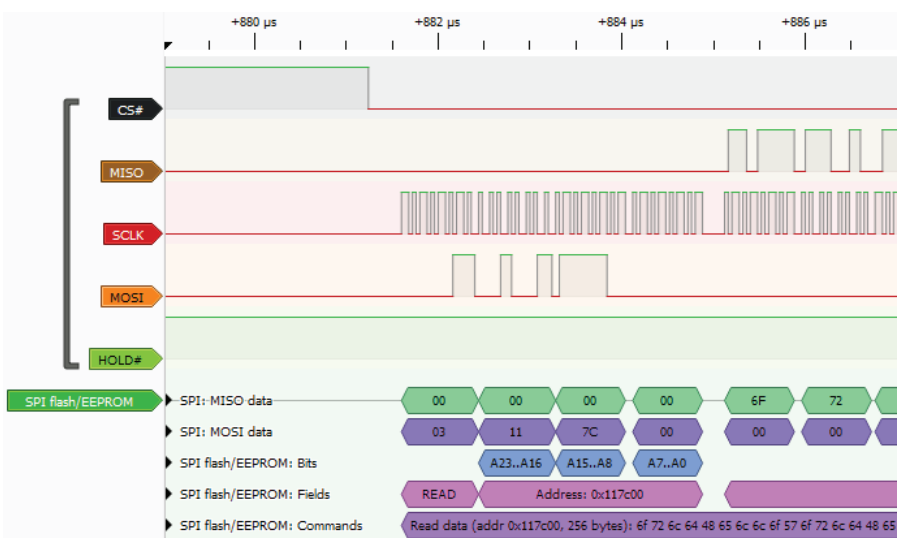 +880 µs +882 µs +884 µs +886 µs
CS#
MISO
SCLK
MOSI
HOLD#
SPI flash/EEPROM SPI: MISO data 00 00 00 00 6F 72
SPI: MOSI data 03 11 7C 00 00 00
SPI flash/EEPROM: Bits A23..A16 A15..A8 A7..A0
SPI flash/EEPROM: Fields READ Address: 0x117c00
SPI flash/EEPROM: Commands Read data (addr 0x117c00, 256 bytes): 6f 72 6c 64 48 65 6c 6c 6f 57 6f 72 6c 64 48 65